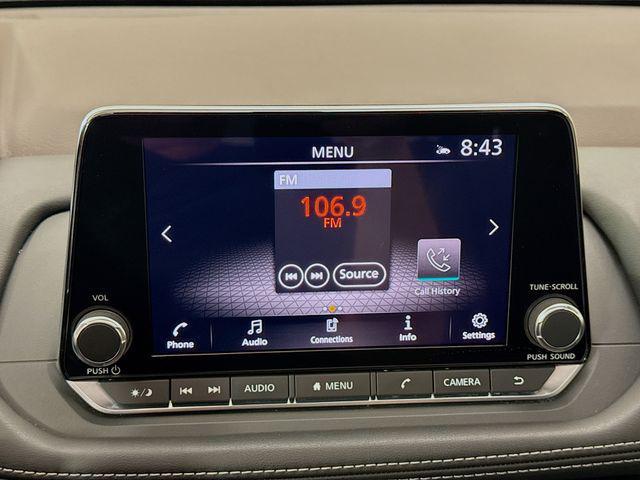 MENU
8:43
FM
106.9
FM
Source
Call History
Phone
Audio
Connections
Info
Settings
VOL
PUSH
TUNE·SCROLL
PUSH SOUND
AUDIO
MENU
CAMERA